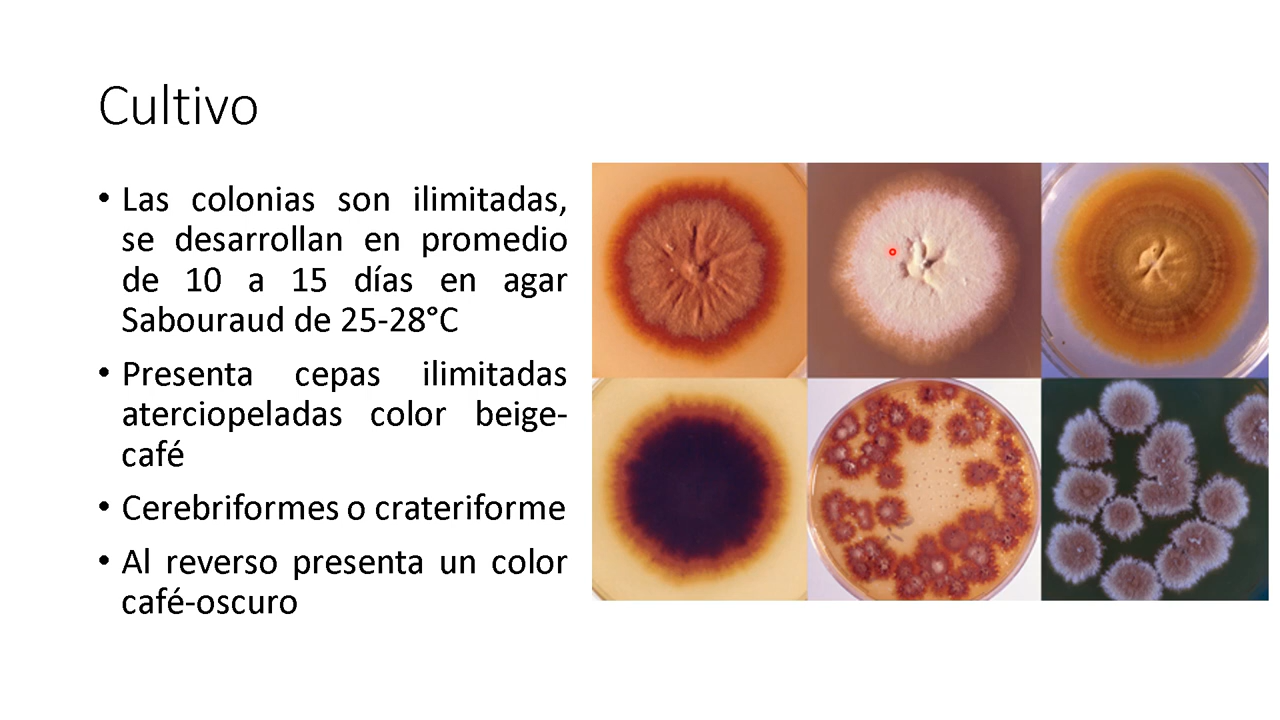 Cultivo
• Las colonias son ilimitadas,
se desarrollan en promedio
de 10 a 15 días en agar
Sabouraud de 25-28°C
• Presenta cepas ilimitadas
aterciopeladas color beige-
café
• Cerebriformes o crateriforme
• Al reverso presenta un color
café-oscuro